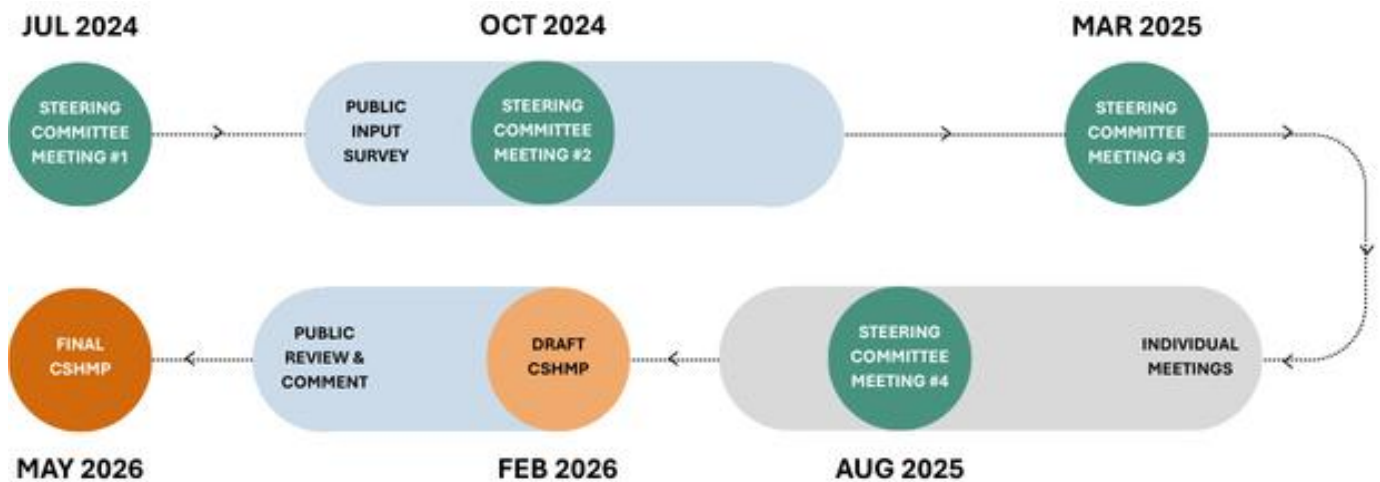 JUL 2024
OCT 2024
MAR 2025
STEERING
COMMITTEE
MEETING #1
PUBLIC
INPUT
SURVEY
STEERING
COMMITTEE
MEETING #2
STEERING
COMMITTEE
MEETING #3
FINAL
CSHMP
PUBLIC
REVIEW &
COMMENT
DRAFT
CSHMP
STEERING
COMMITTEE
MEETING #4
INDIVIDUAL
MEETINGS
MAY 2026
FEB 2026
AUG 2025